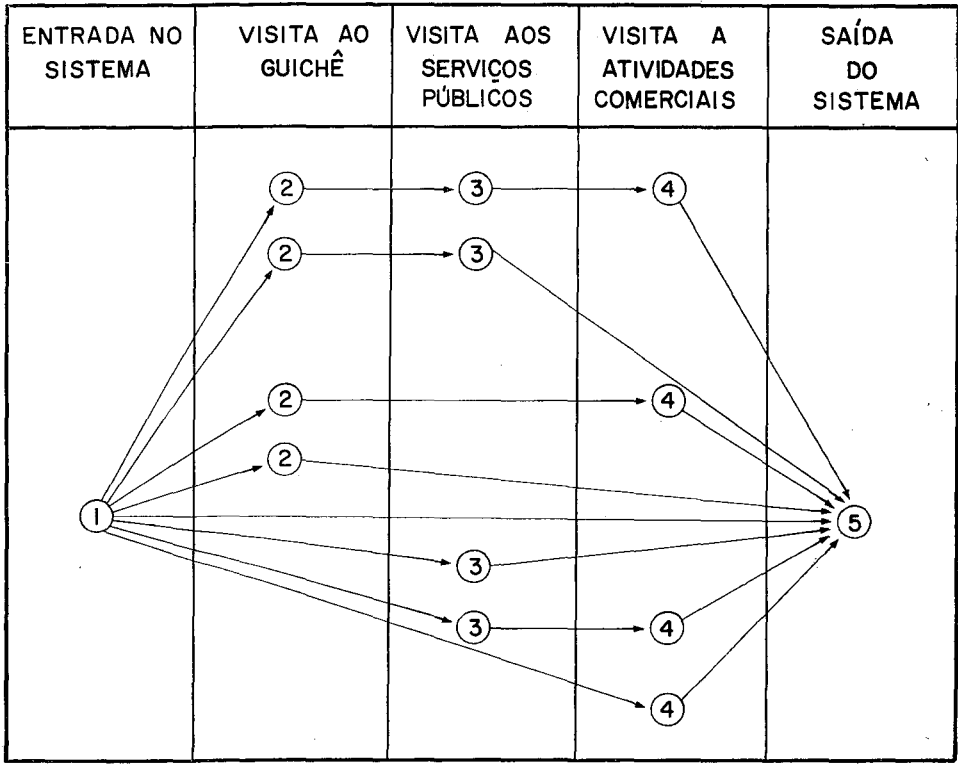 ENTRADA NO
SISTEMA
VISITA AO
GUICHÊ
VISITA AOS
SERVIÇOS
PÚBLICOS
VISITA A
ATIVIDADES
COMERCIAIS
SAÍDA
DO
SISTEMA
2 3 4
2 3
2 4
2
1 5
3
3 4
4